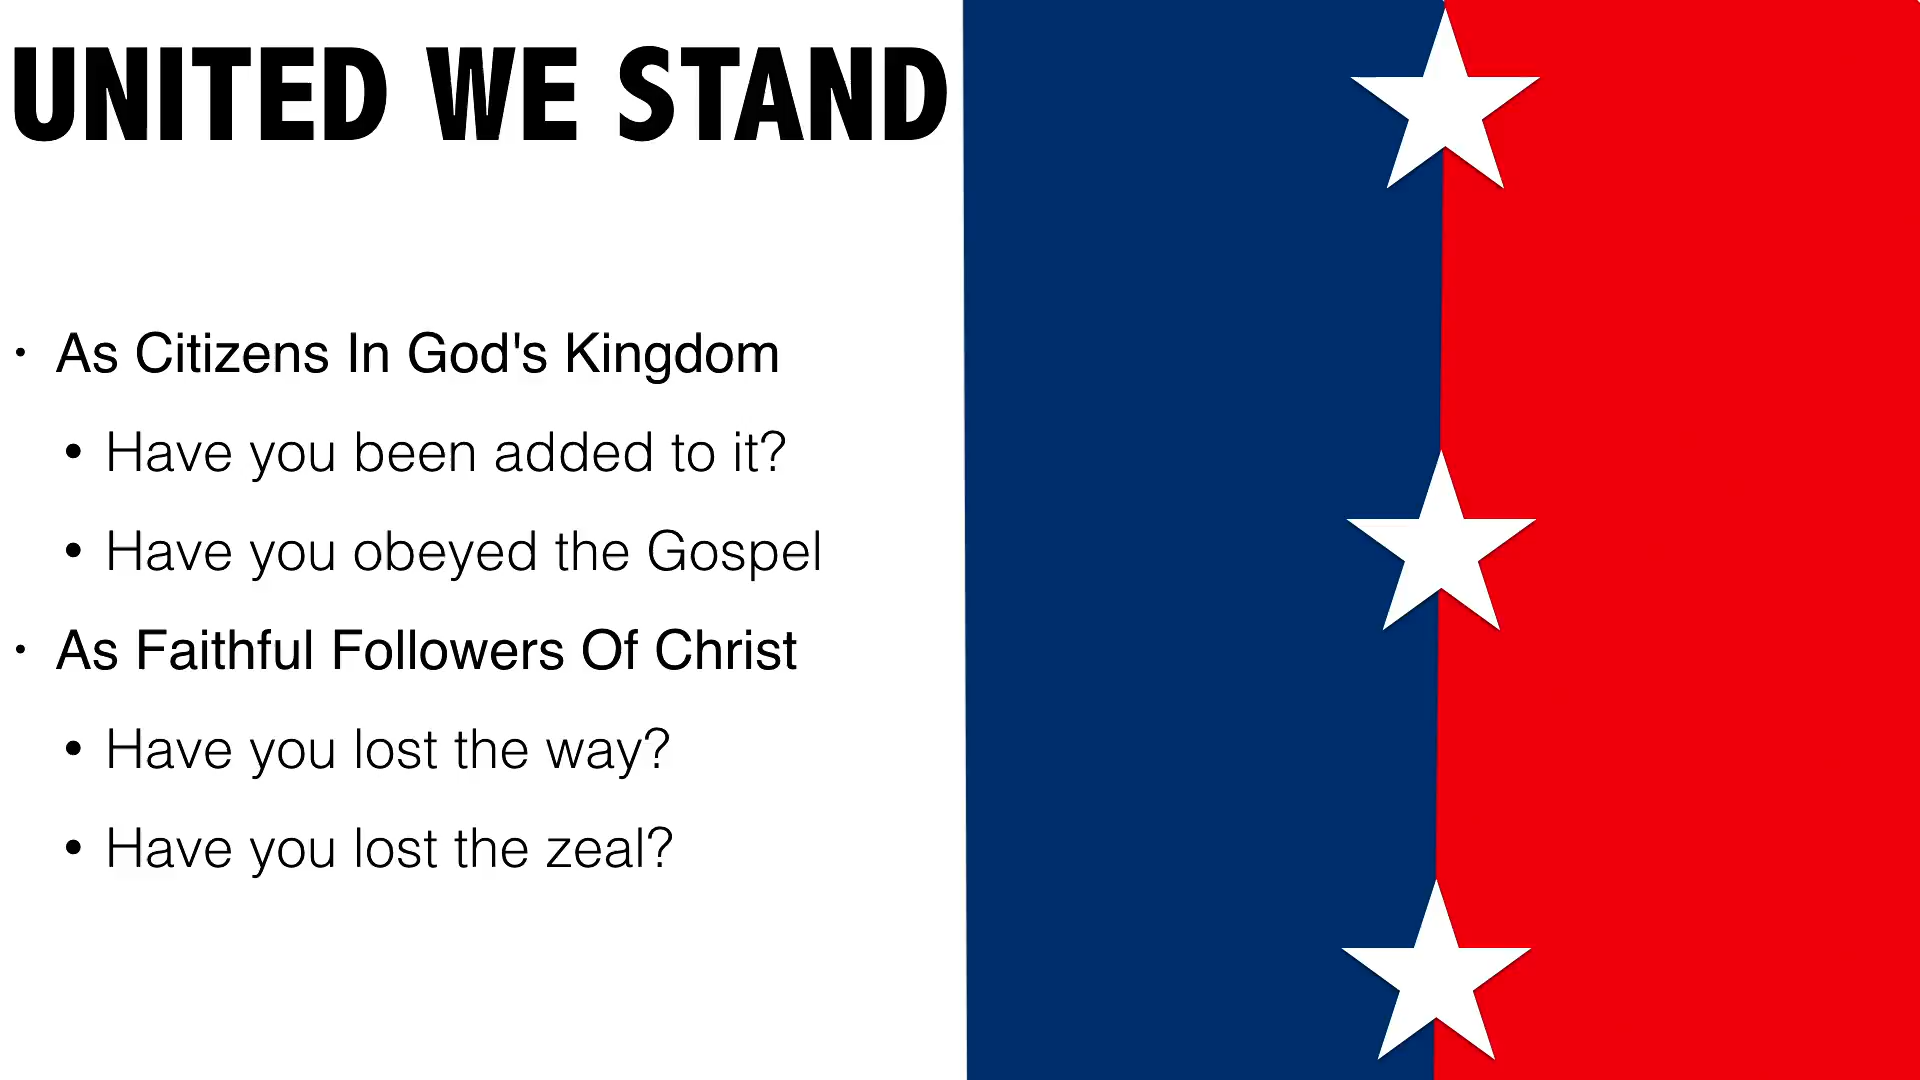 UNITED WE STAND
• As Citizens In God's Kingdom
• Have you been added to it?
• Have you obeyed the Gospel
• As Faithful Followers Of Christ
• Have you lost the way?
• Have you lost the zeal?